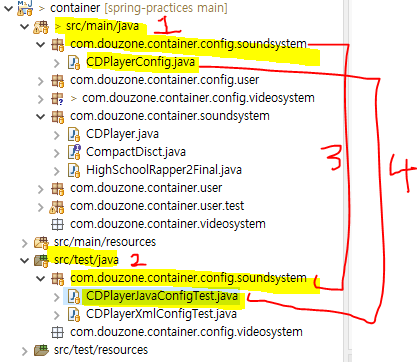 container [spring-practices main]
> src/main/java
1
com.douzone.container.config.soundsystem
CDPlayerConfig.java
com.douzone.container.config.user
> com.douzone.container.config.videosystem
com.douzone.container.soundsystem
CDPlayer.java
CompactDisct.java
HighSchoolRapper2Final.java
com.douzone.container.user
com.douzone.container.user.test
com.douzone.container.videosystem
3
4
src/main/resources
src/test/java
2
com.douzone.container.config.soundsystem
CDPlayerJavaConfigTest.java
CDPlayerXmlConfigTest.java
com.douzone.container.config.videosystem
src/test/resources